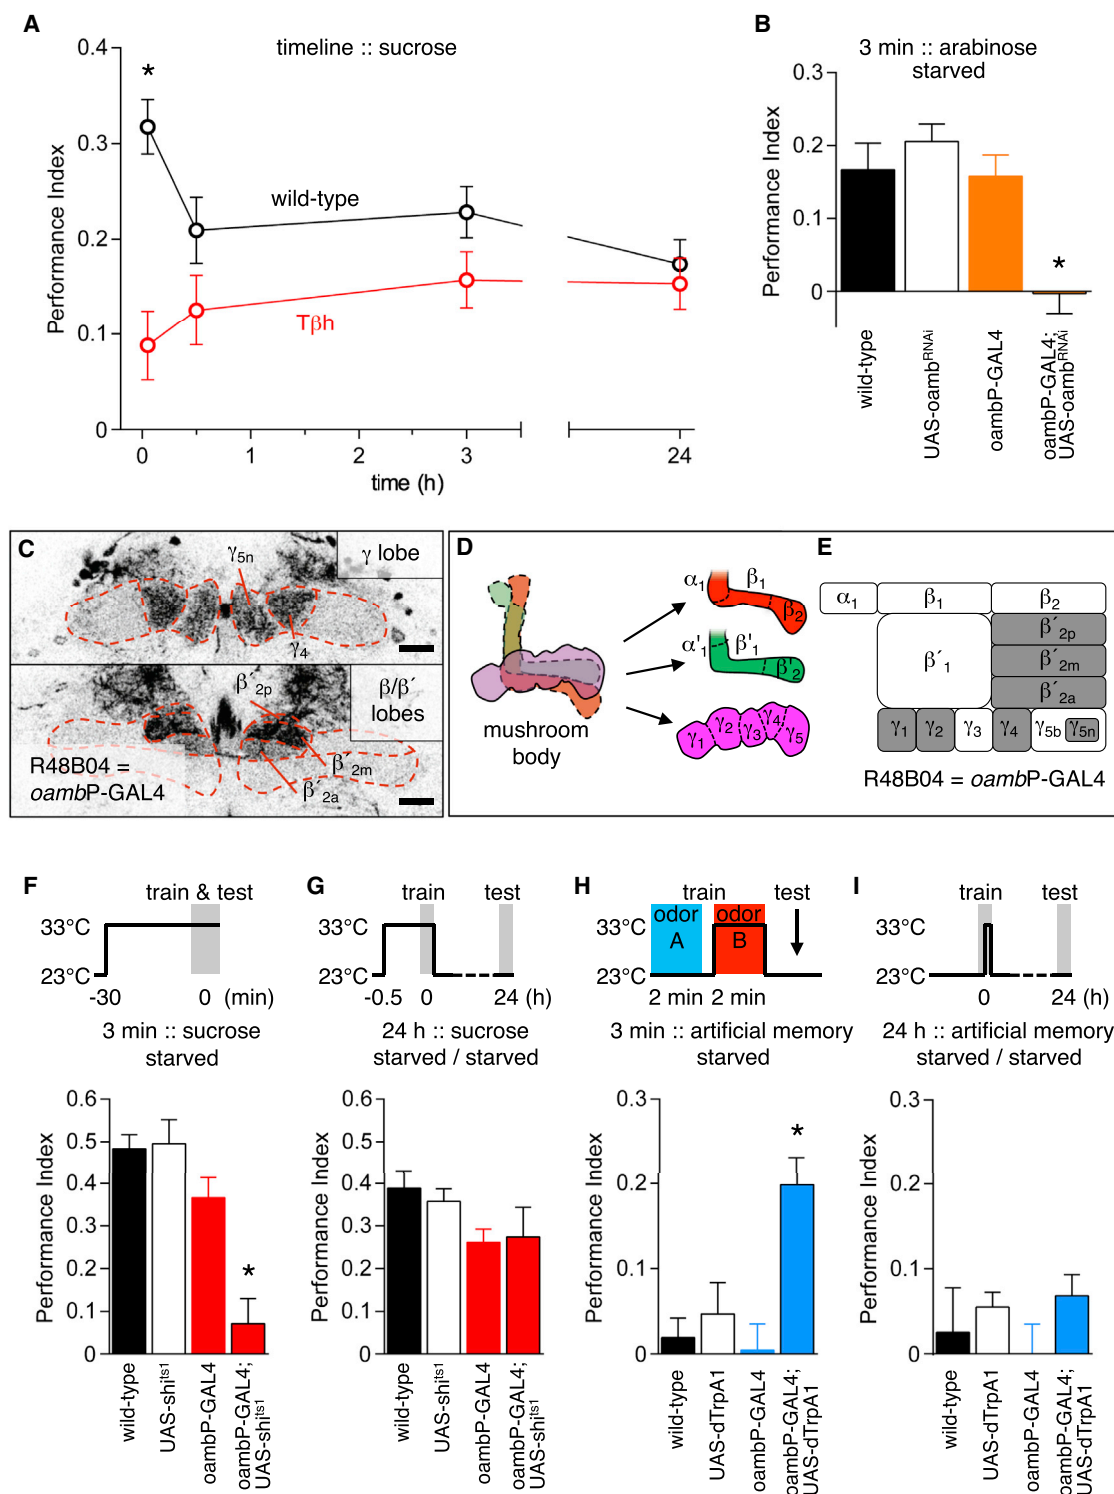 A
timeline :: sucrose
0.4
0.3
0.2
0.1
0
Performance Index
*
wild-type
Tβh
0
1
2
3
24
time (h)
B
3 min :: arabinose
starved
0.3
0.2
0.1
0
Performance Index
*
wild-type
UAS-oambRNAi
oambP-GAL4
oambP-GAL4;
UAS-oambRNAi
C
γ5n
γ lobe
γ4
β´2p
β/β´
lobes
R48B04 =
oambP-GAL4
β´2m
β´2a
D
mushroom
body
α1
β1
β2
α'1
β'1
β'2
γ1
γ2
γ3
γ4
γ5
E
α1
β1
β2
β´2p
β´1
β´2m
β´2a
γ1
γ2
γ3
γ4
γ5b
γ5n
R48B04 = oambP-GAL4
F
train & test
33°C
23°C
-30
0
(min)
3 min :: sucrose
starved
0.6
0.5
0.4
0.3
0.2
0.1
0
Performance Index
*
wild-type
UAS-shits1
oambP-GAL4
oambP-GAL4;
UAS-shits1
G
train
test
33°C
23°C
-0.5
0
24 (h)
24 h :: sucrose
starved / starved
0.6
0.5
0.4
0.3
0.2
0.1
0
Performance Index
wild-type
UAS-shits1
oambP-GAL4
oambP-GAL4;
UAS-shits1
H
train
test
33°C
23°C
odor
A
odor
B
2 min
2 min
3 min :: artificial memory
starved
0.3
0.2
0.1
0
Performance Index
*
wild-type
UAS-dTrpA1
oambP-GAL4
oambP-GAL4;
UAS-dTrpA1
I
train
test
33°C
23°C
0
24 (h)
24 h :: artificial memory
starved / starved
0.3
0.2
0.1
0
Performance Index
wild-type
UAS-dTrpA1
oambP-GAL4
oambP-GAL4;
UAS-dTrpA1